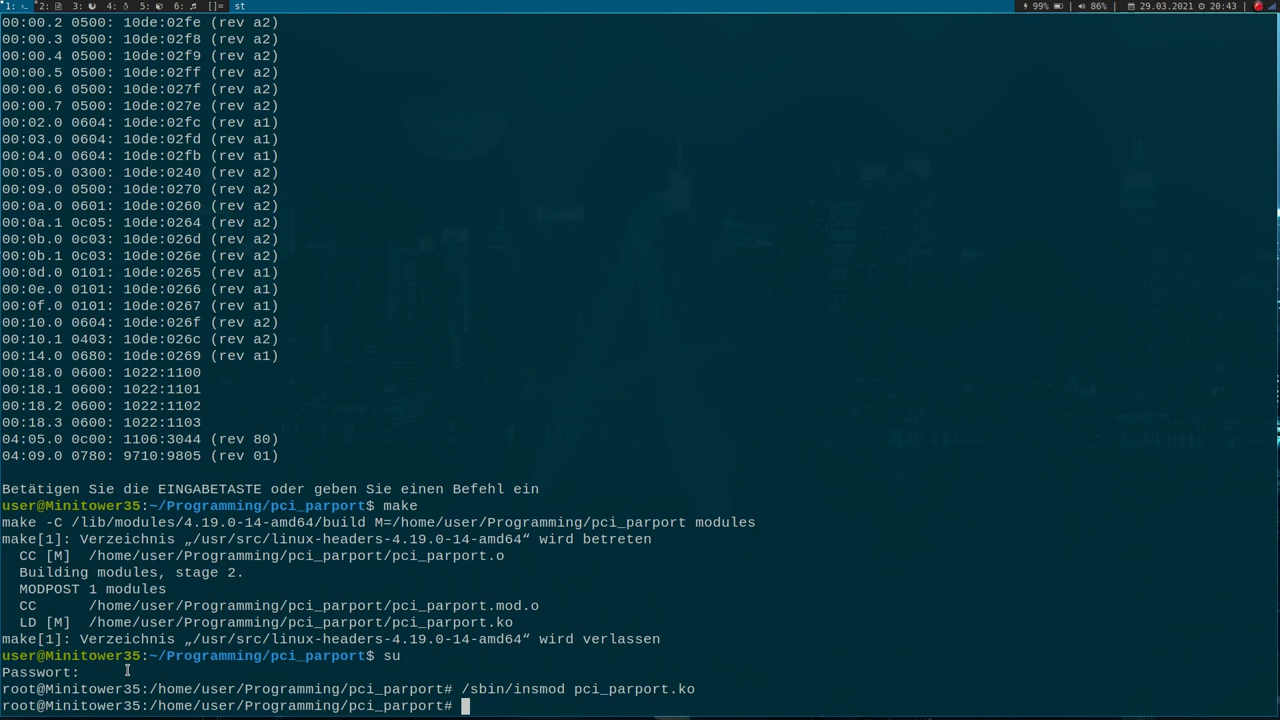 1: 2: 3: 4: 5: 6: []= st 99% 86% 29.03.2021 20:43
00:00.2 0500: 10de:02fe (rev a2)
00:00.3 0500: 10de:02f8 (rev a2)
00:00.4 0500: 10de:02f9 (rev a2)
00:00.5 0500: 10de:02ff (rev a2)
00:00.6 0500: 10de:027f (rev a2)
00:00.7 0500: 10de:027e (rev a2)
00:02.0 0604: 10de:02fc (rev a1)
00:03.0 0604: 10de:02fd (rev a1)
00:04.0 0604: 10de:02fb (rev a1)
00:05.0 0300: 10de:0240 (rev a2)
00:09.0 0500: 10de:0270 (rev a2)
00:0a.0 0601: 10de:0260 (rev a2)
00:0a.1 0c05: 10de:0264 (rev a2)
00:0b.0 0c03: 10de:026d (rev a2)
00:0b.1 0c03: 10de:026e (rev a2)
00:0d.0 0101: 10de:0265 (rev a1)
00:0e.0 0101: 10de:0266 (rev a1)
00:0f.0 0101: 10de:0267 (rev a1)
00:10.0 0604: 10de:026f (rev a2)
00:10.1 0403: 10de:026c (rev a2)
00:14.0 0680: 10de:0269 (rev a1)
00:18.0 0600: 1022:1100
00:18.1 0600: 1022:1101
00:18.2 0600: 1022:1102
00:18.3 0600: 1022:1103
04:05.0 0c00: 1106:3044 (rev 80)
04:09.0 0780: 9710:9805 (rev 01)
Betätigen Sie die EINGABETASTE oder geben Sie einen Befehl ein
user@Minitower35:~/Programming/pci_parport$ make
make -C /lib/modules/4.19.0-14-amd64/build M=/home/user/Programming/pci_parport modules
make[1]: Verzeichnis „/usr/src/linux-headers-4.19.0-14-amd64“ wird betreten
CC [M] /home/user/Programming/pci_parport/pci_parport.o
Building modules, stage 2.
MODPOST 1 modules
CC /home/user/Programming/pci_parport/pci_parport.mod.o
LD [M] /home/user/Programming/pci_parport/pci_parport.ko
make[1]: Verzeichnis „/usr/src/linux-headers-4.19.0-14-amd64“ wird verlassen
user@Minitower35:~/Programming/pci_parport$ su
Passwort:
root@Minitower35:/home/user/Programming/pci_parport# /sbin/insmod pci_parport.ko
root@Minitower35:/home/user/Programming/pci_parport#